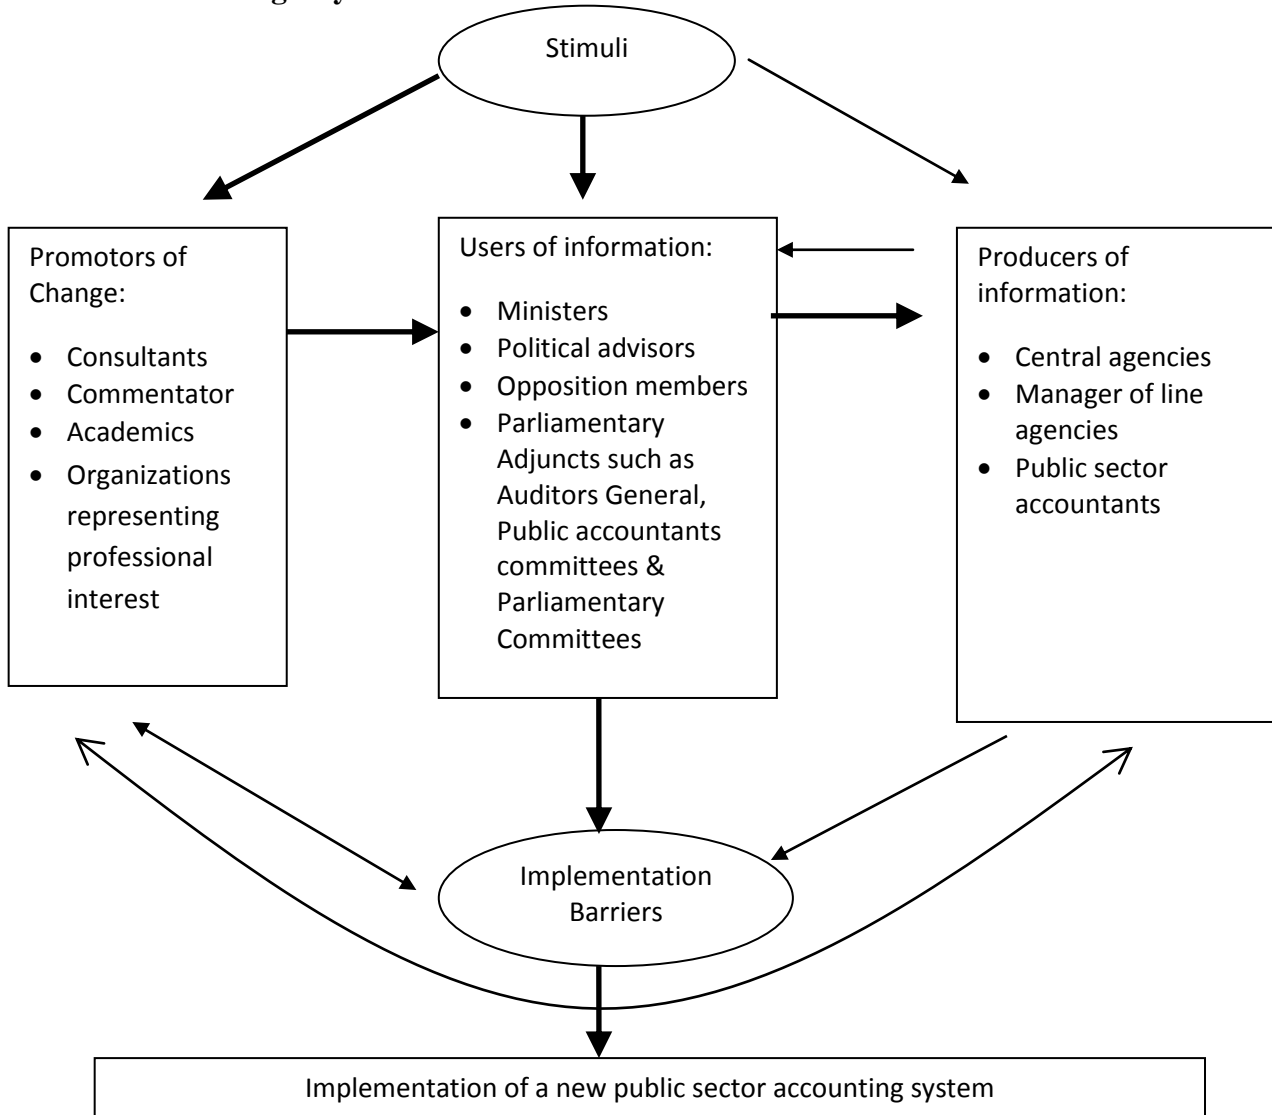 Stimuli
Promotors of
Change:
• Consultants
• Commentator
• Academics
• Organizations
representing
professional
interest
Users of information:
• Ministers
• Political advisors
• Opposition members
• Parliamentary
Adjuncts such as
Auditors General,
Public accountants
committees &
Parliamentary
Committees
Producers of
information:
• Central agencies
• Manager of line
agencies
• Public sector
accountants
Implementation
Barriers
Implementation of a new public sector accounting system